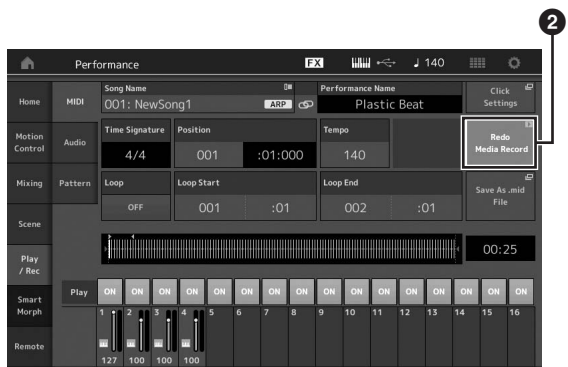 2
Performance
FX
♩ 140
Home
Motion
Control
Mixing
Scene
Play
/ Rec
Smart
Morph
Remote
MIDI
Audio
Pattern
Song Name
001: NewSong1
ARP
Performance Name
Plastic Beat
Click
Settings
Time Signature
4/4
Position
001 :01:000
Tempo
140
Redo
Media Record
Loop
OFF
Loop Start
001 :01
Loop End
002 :01
Save As .mid
File
00:25
Play
ON ON ON ON ON ON ON ON ON ON ON ON ON ON ON ON
1 2 3 4 5 6 7 8 9 10 11 12 13 14 15 16
127 100 100 100